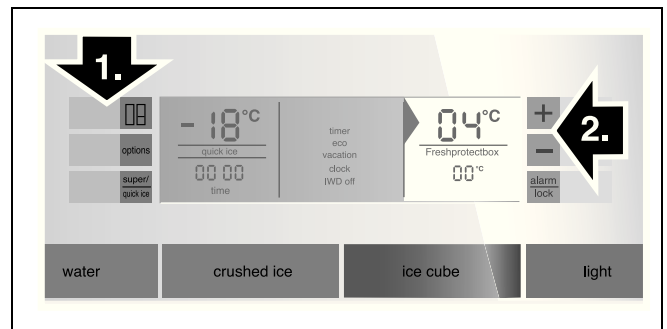 1.
- 18°C
04°C
+
2.
options
quick ice
timer
eco
vacation
clock
IWD off
Freshprotectbox
-
super/
quick ice
00 00
time
00°C
alarm
lock
water
crushed ice
ice cube
light